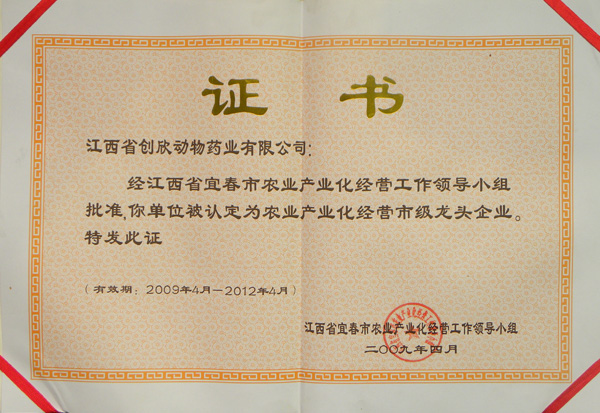 证书
江西省创欣动物药业有限公司:
经江西省宜春市农业产业化经营工作领导小组
批准,你单位被认定为农业产业化经营市级龙头企业。
特发此证
(有效期: 2009年4月-2012年4月)
江西省宜春市农业产业化经营工作领导小组
二〇〇九年四月